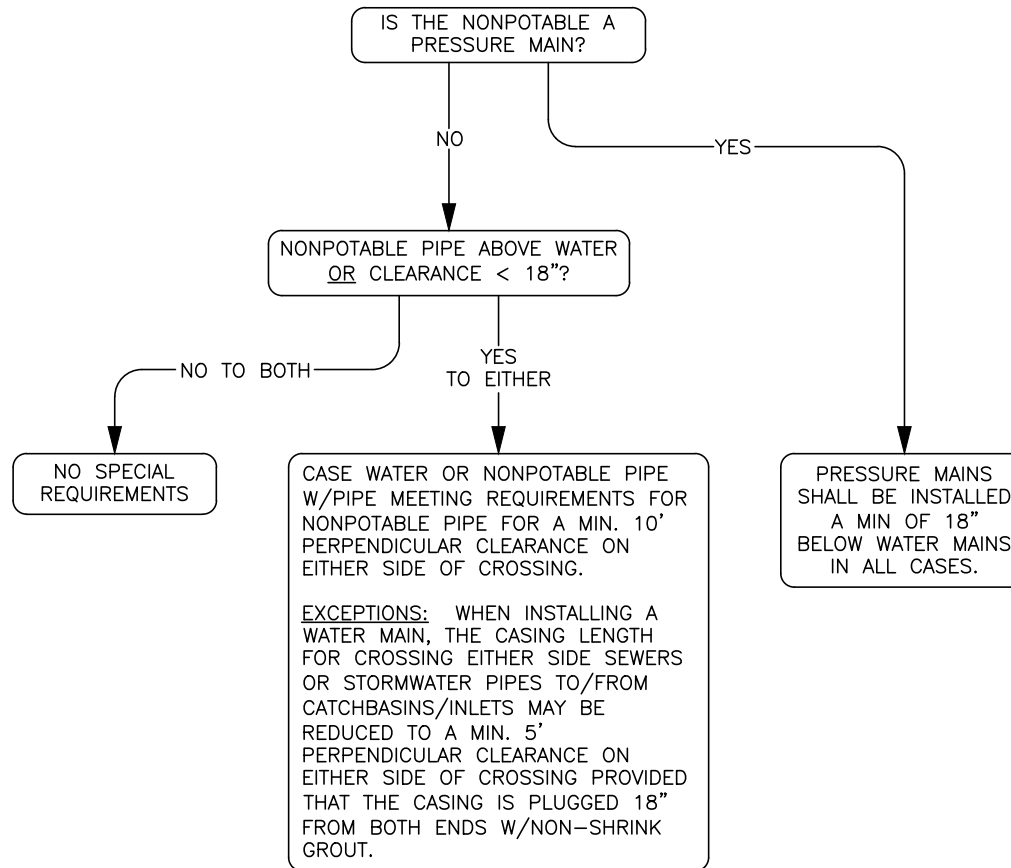 IS THE NONPOTABLE A
PRESSURE MAIN?
NO
YES
NONPOTABLE PIPE ABOVE WATER
OR CLEARANCE < 18”?
NO TO BOTH
YES
TO EITHER
NO SPECIAL
REQUIREMENTS
CASE WATER OR NONPOTABLE PIPE
W/PIPE MEETING REQUIREMENTS FOR
NONPOTABLE PIPE FOR A MIN. 10’
PERPENDICULAR CLEARANCE ON
EITHER SIDE OF CROSSING.
EXCEPTIONS: WHEN INSTALLING A
WATER MAIN, THE CASING LENGTH
FOR CROSSING EITHER SIDE SEWERS
OR STORMWATER PIPES TO/FROM
CATCHBASINS/INLETS MAY BE
REDUCED TO A MIN. 5’
PERPENDICULAR CLEARANCE ON
EITHER SIDE OF CROSSING PROVIDED
THAT THE CASING IS PLUGGED 18”
FROM BOTH ENDS W/NON−SHRINK
GROUT.
PRESSURE MAINS
SHALL BE INSTALLED
A MIN OF 18”
BELOW WATER MAINS
IN ALL CASES.